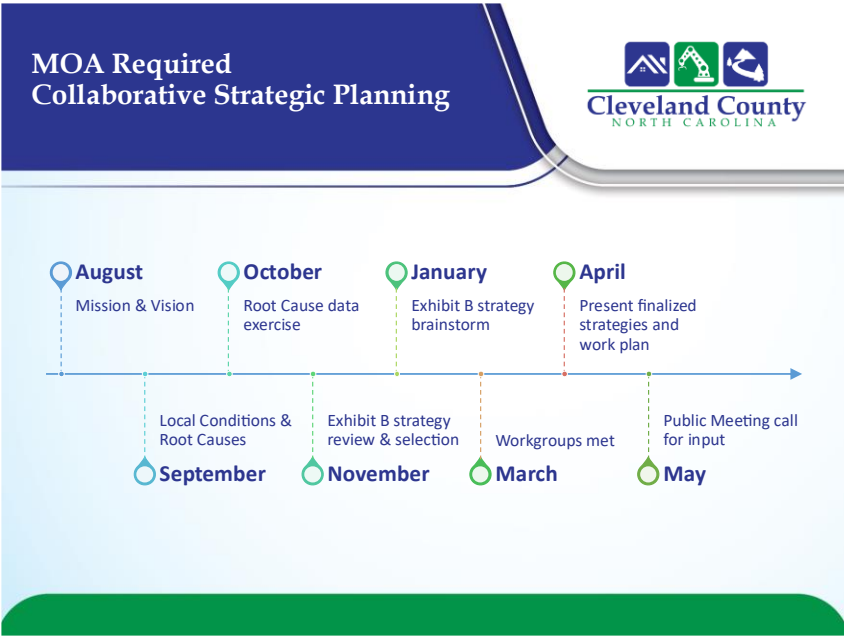 MOA Required
Collaborative Strategic Planning
Cleveland County
NORTH CAROLINA
August
Mission & Vision
October
Root Cause data
exercise
January
Exhibit B strategy
brainstorm
April
Present finalized
strategies and
work plan
Local Conditions &
Root Causes
September
Exhibit B strategy
review & selection
November
Workgroups met
March
Public Meeting call
for input
May